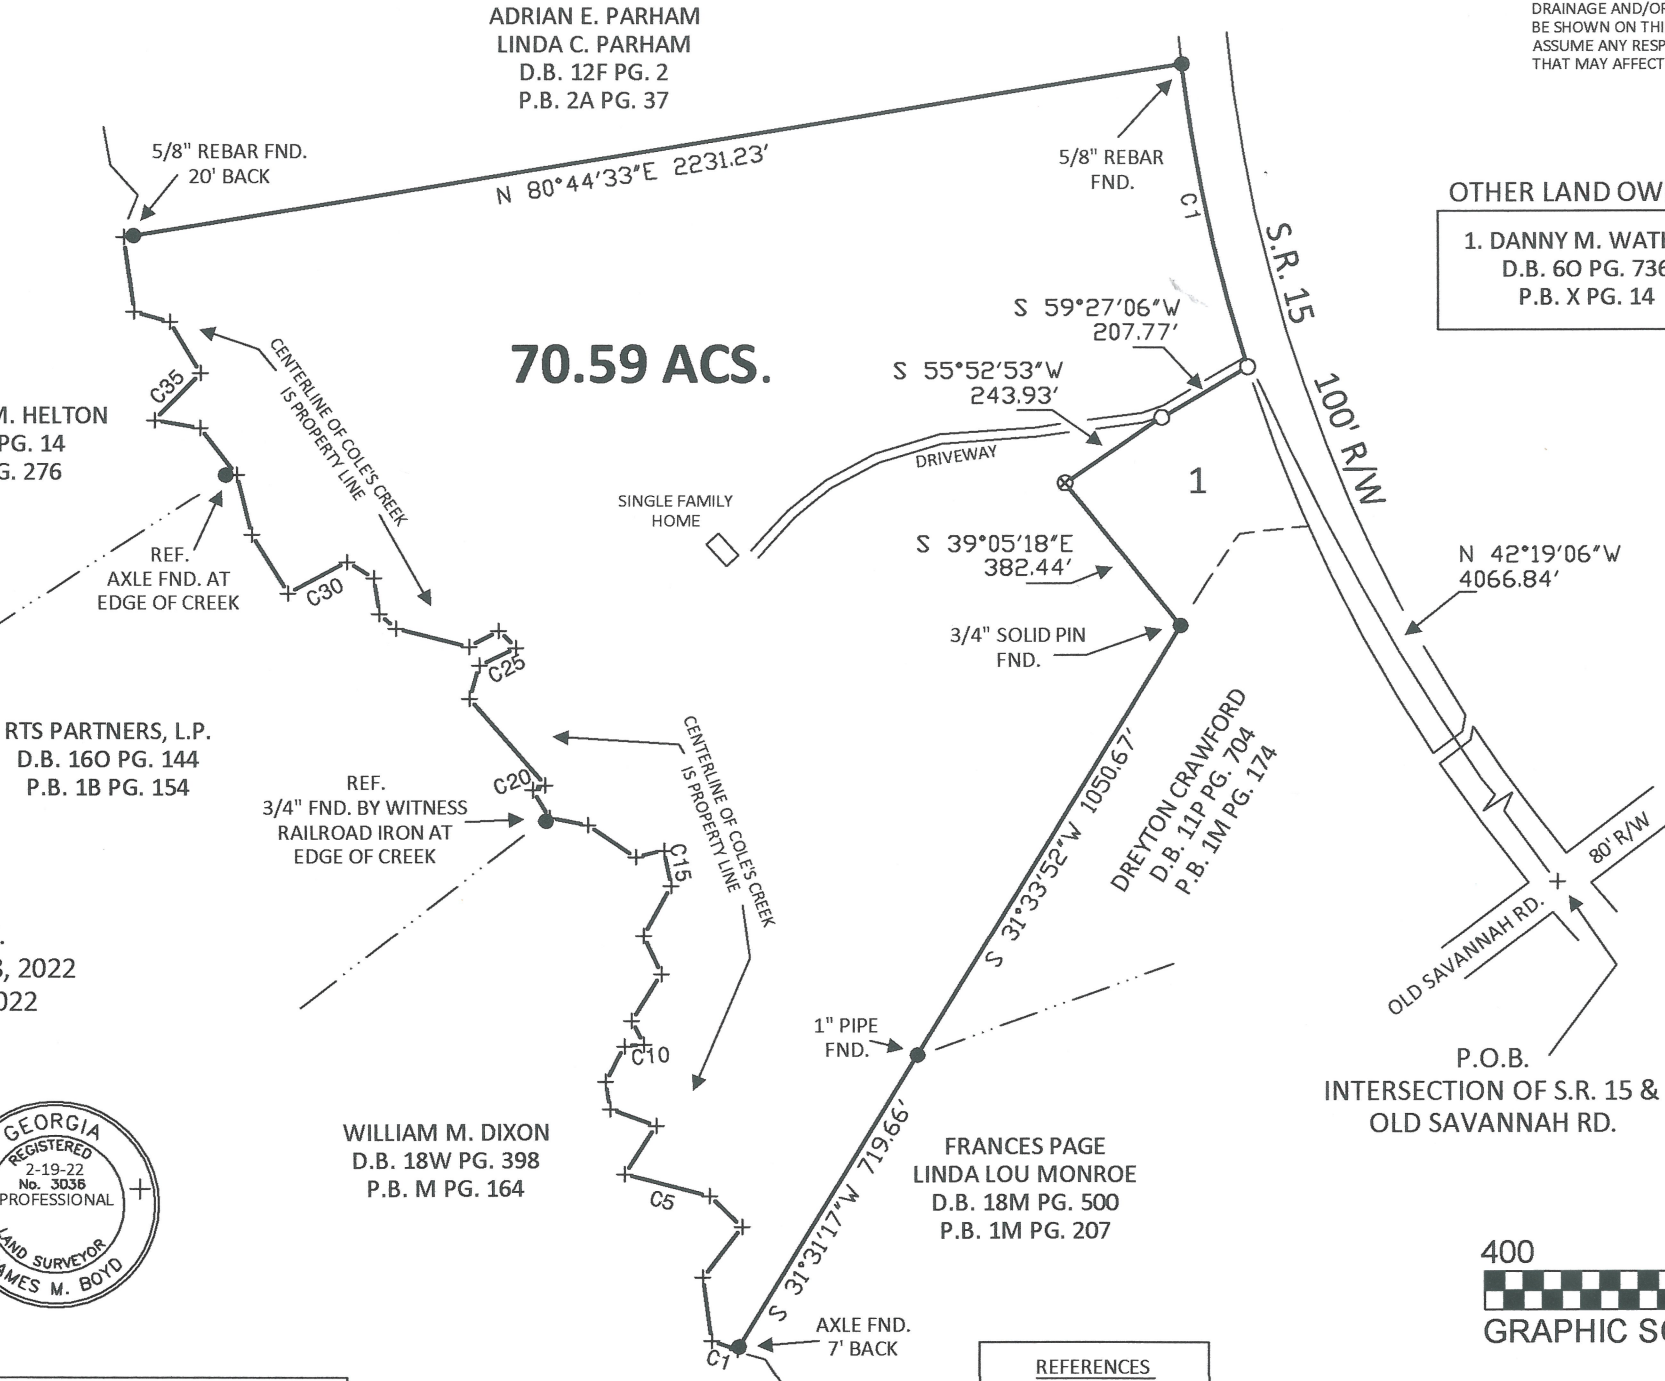 ADRIAN E. PARHAM
LINDA C. PARHAM
D.B. 12F PG. 2
P.B. 2A PG. 37
DRAINAGE AND/OR
BE SHOWN ON THI
ASSUME ANY RESP
THAT MAY AFFECT
5/8" REBAR FND.
20' BACK
N 80°44'33"E 2231.23'
5/8" REBAR
FND.
C1
S.R. 15
100' R/W
OTHER LAND OW
1. DANNY M. WATK
D.B. 6O PG. 736
P.B. X PG. 14
S 59°27'06"W
207.77'
S 55°52'53"W
243.93'
70.59 ACS.
C35
CENTERLINE OF COLE'S CREEK
IS PROPERTY LINE
M. HELTON
PG. 14
G. 276
DRIVEWAY
1
SINGLE FAMILY
HOME
REF.
AXLE FND. AT
EDGE OF CREEK
C30
S 39°05'18"E
382.44'
N 42°19'06"W
4066.84'
3/4" SOLID PIN
FND.
C25
RTS PARTNERS, L.P.
D.B. 16O PG. 144
P.B. 1B PG. 154
C20
REF.
3/4" FND. BY WITNESS
RAILROAD IRON AT
EDGE OF CREEK
CENTERLINE OF COLE'S CREEK
IS PROPERTY LINE
C15
S 31°33'52"W 1050.67'
DREYTON CRAWFORD
D.B. 11P PG. 704
P.B. 1M PG. 174
80' R/W
OLD SAVANNAH RD.
3, 2022
022
1" PIPE
FND.
C10
P.O.B.
INTERSECTION OF S.R. 15 &
OLD SAVANNAH RD.
GEORGIA
REGISTERED
2-19-22
No. 3036
PROFESSIONAL
LAND SURVEYOR
AMES M. BOYD
WILLIAM M. DIXON
D.B. 18W PG. 398
P.B. M PG. 164
C5
S 31°31'17"W 719.66'
FRANCES PAGE
LINDA LOU MONROE
D.B. 18M PG. 500
P.B. 1M PG. 207
400
GRAPHIC SC
AXLE FND.
7' BACK
C1
REFERENCES